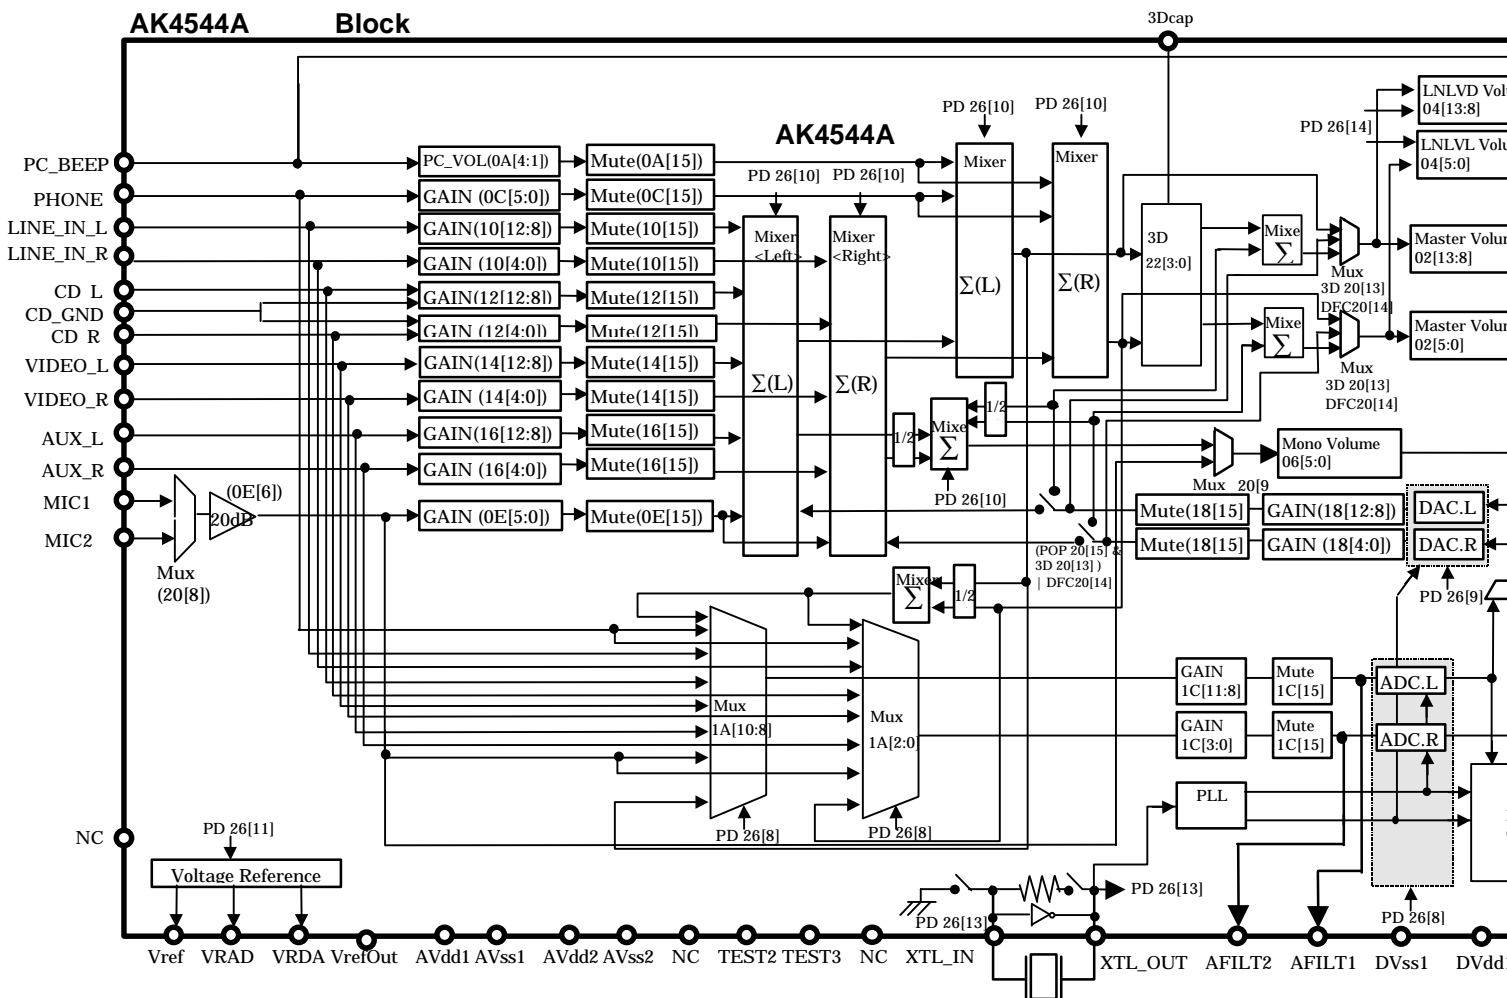 AK4544A Block
3Dcap
PD 26[10]
PD 26[10]
LNLVD
04[13:8]
PD 26[14]
LNLVL
04[5:0]
AK4544A
PC_BEEP
PC_VOL(0A[4:1])
Mute(0A[15])
Mixer
Mixer
PD 26[10]
PD 26[10]
PHONE
GAIN (0C[5:0])
Mute(0C[15])
LINE_IN_L
GAIN(10[12:8])
Mute(10[15])
Mixer
<Left>
Mixer
<Right>
3D
22[3:0]
Mixe
Σ
Master
02[13:8]
LINE_IN_R
GAIN (10[4:0])
Mute(10[15])
Σ(L)
Σ(R)
Mux
3D 20[13]
DFC20[14]
CD L
GAIN(12[12:8])
Mute(12[15])
CD_GND
CD R
GAIN (12[4:0])
Mute(12[15])
Mixe
Σ
Master
02[5:0]
VIDEO_L
GAIN(14[12:8])
Mute(14[15])
Σ(L)
Σ(R)
Mux
3D 20[13]
DFC20[14]
VIDEO_R
GAIN (14[4:0])
Mute(14[15])
1/2
AUX_L
GAIN(16[12:8])
Mute(16[15])
1/2
Mixe
Σ
Mono Volume
06[5:0]
AUX_R
GAIN (16[4:0])
Mute(16[15])
Mux 20[9
PD 26[10]
MIC1
(0E[6])
20dB
GAIN (0E[5:0])
Mute(0E[15])
Mute(18[15]
GAIN(18[12:8])
DAC.L
MIC2
Mux
(20[8])
(POP 20[15] &
3D 20[13] )
| DFC20[14]
Mute(18[15]
GAIN (18[4:0])
DAC.R
Mixer
Σ
1/2
PD 26[9]
GAIN
1C[11:8]
Mute
1C[15]
ADC.L
Mux
1A[10:8]
Mux
1A[2:0]
GAIN
1C[3:0]
Mute
1C[15]
ADC.R
PLL
NC
PD 26[11]
PD 26[8]
PD 26[8]
Voltage Reference
PD 26[13]
PD 26[13]
PD 26[8]
Vref
VRAD
VRDA
VrefOut
AVdd1
AVss1
AVdd2
AVss2
NC
TEST2
TEST3
NC
XTL_IN
XTL_OUT
AFILT2
AFILT1
DVss1